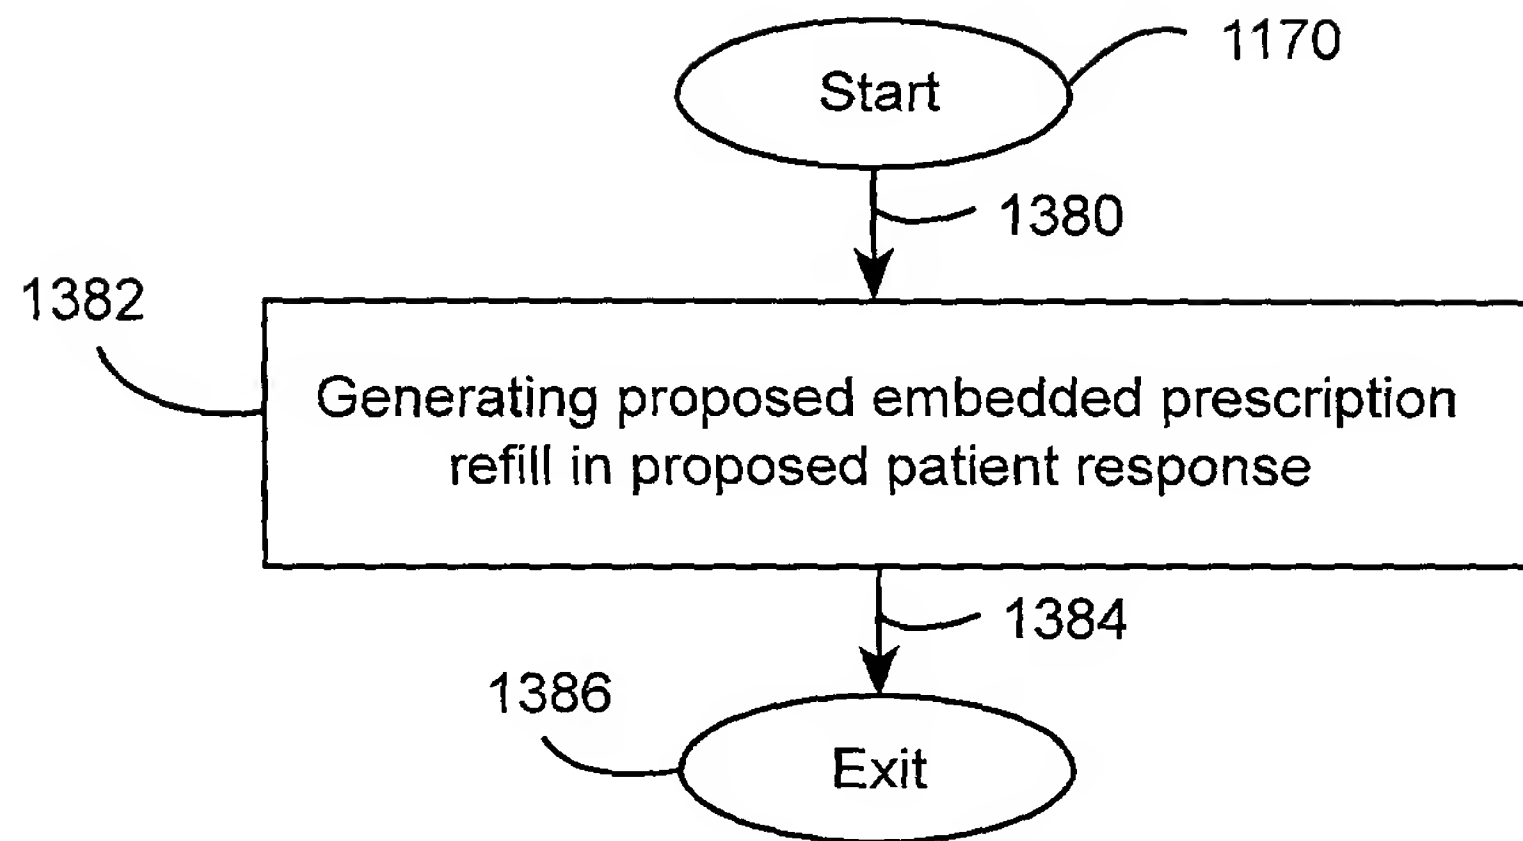 1170
Start
1380
1382
Generating proposed embedded prescription
refill in proposed patient response
1384
1386
Exit